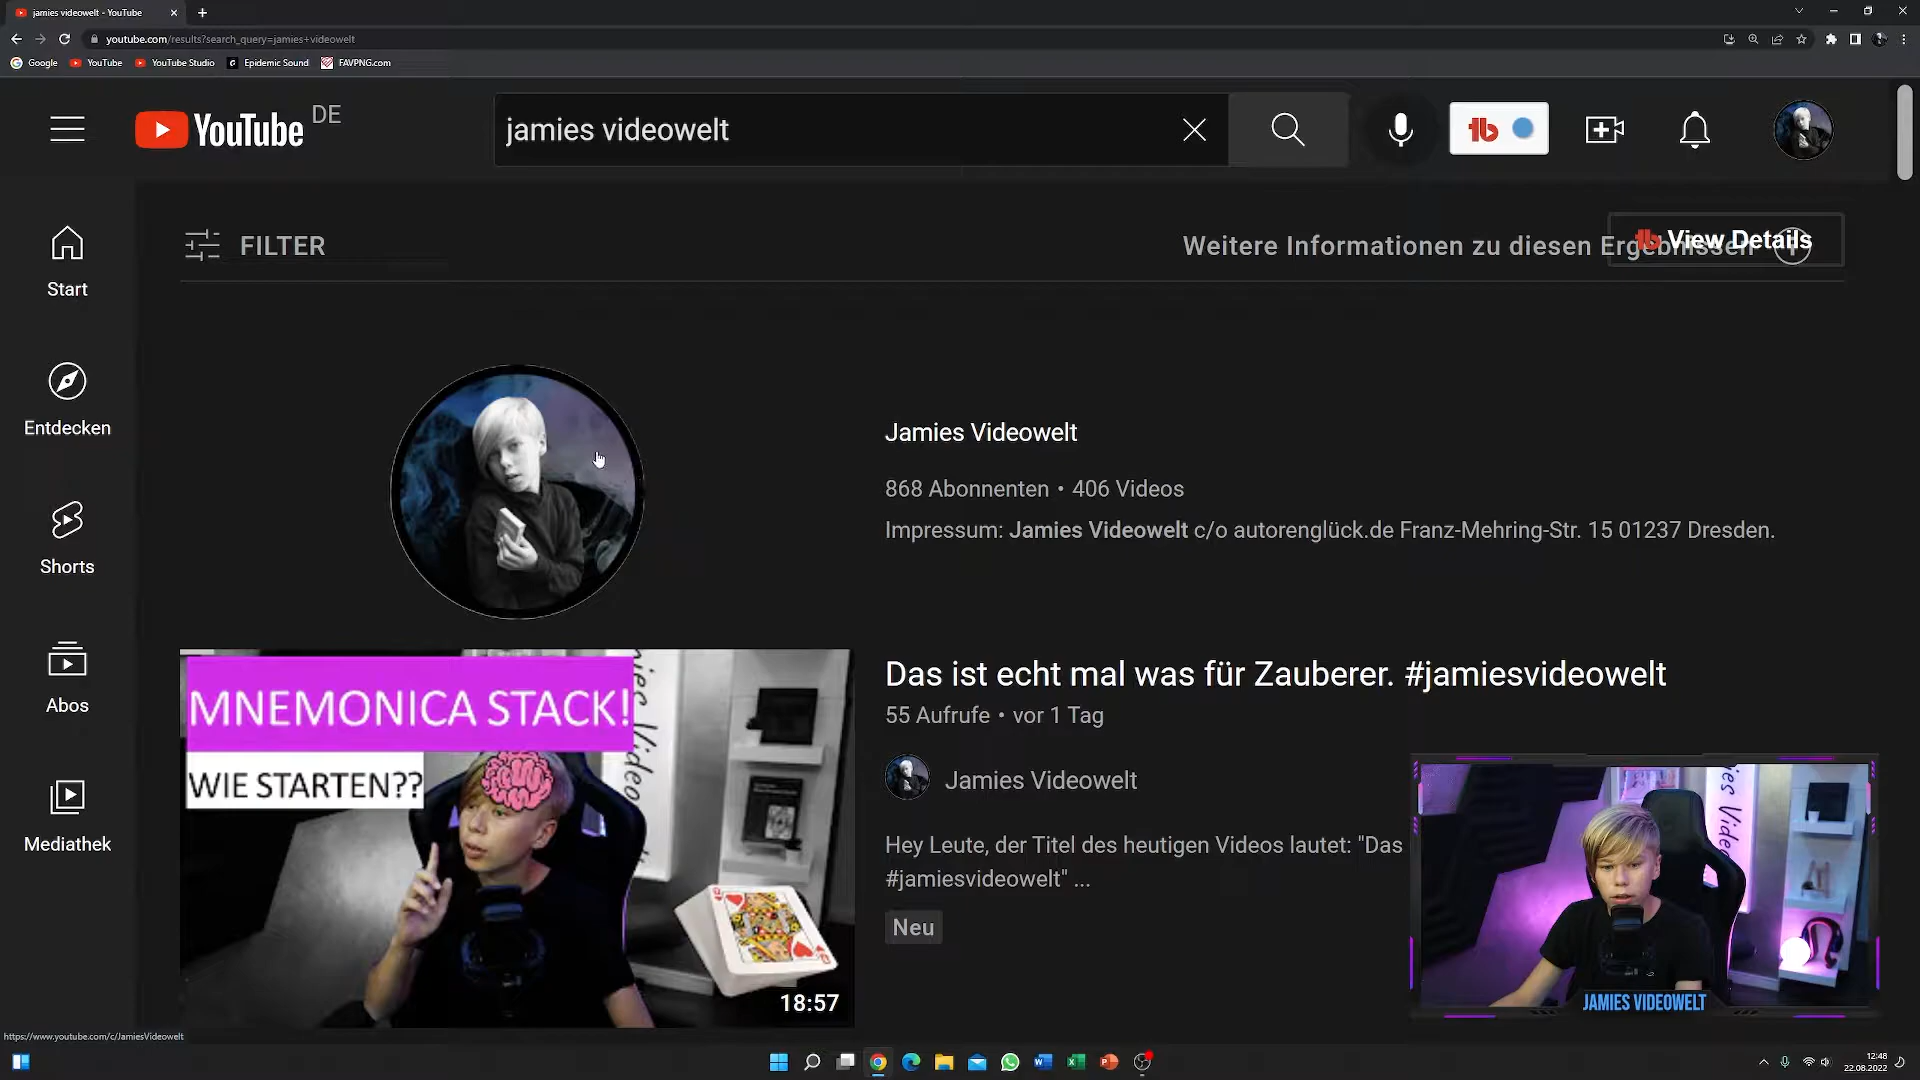 jamies videowelt - YouTube
youtube.com/results?search_query=jamies+videowelt
Google
YouTube
YouTube Studio
Epidemic Sound
FAVPNG.com
YouTube DE
jamies videowelt
FILTER
Weitere Informationen zu diesen Ergebnissen
View Details
Start
Entdecken
Shorts
Abos
Mediathek
Jamies Videowelt
868 Abonnenten • 406 Videos
Impressum: Jamies Videowelt c/o autorenglück.de Franz-Mehring-Str. 15 01237 Dresden.
MNEMONICA STACK!
WIE STARTEN??
18:57
Das ist echt mal was für Zauberer. #jamiesvideowelt
55 Aufrufe • vor 1 Tag
Jamies Videowelt
Hey Leute, der Titel des heutigen Videos lautet: "Das
#jamiesvideowelt" ...
Neu
JAMIES VIDEOWELT
https://www.youtube.com/c/JamiesVideowelt
12:48
22.08.2022